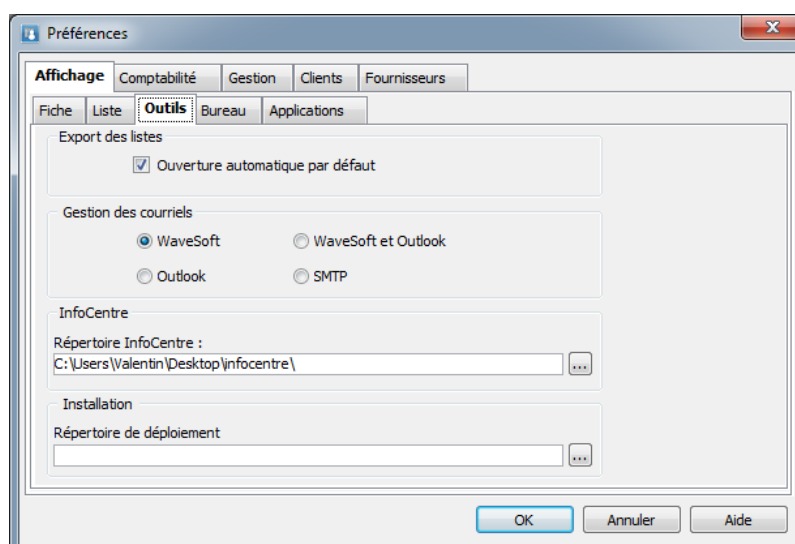 Préférences
Affichage Comptabilité Gestion Clients Fournisseurs
Fiche Liste Outils Bureau Applications
Export des listes
Ouverture automatique par défaut
Gestion des courriels
WaveSoft WaveSoft et Outlook
Outlook SMTP
InfoCentre
Répertoire InfoCentre :
C:\Users\Valentin\Desktop\infocentre\
...
Installation
Répertoire de déploiement
...
OK Annuler Aide